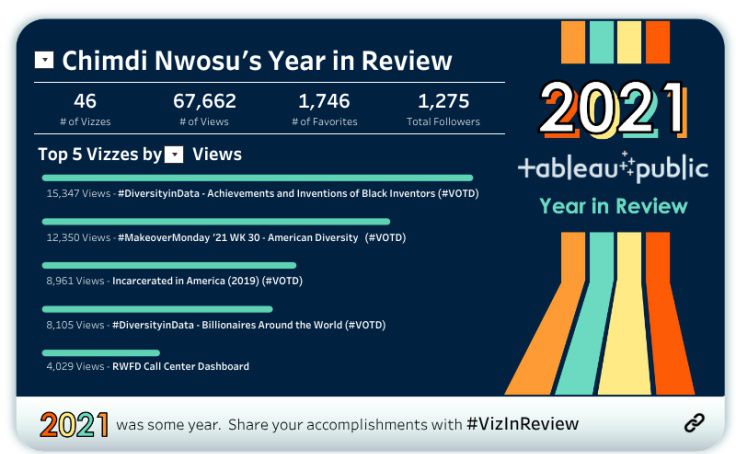 Chimdi Nwosu's Year in Review
46
# of Vizzes
67,662
# of Views
1,746
# of Favorites
1,275
Total Followers
Top 5 Vizzes by Views
15,347 Views - #DiversityinData - Achievements and Inventions of Black Inventors (#VOTD)
12,350 Views - #MakeoverMonday '21 WK 30 - American Diversity (#VOTD)
8,961 Views - Incarcerated in America (2019) (#VOTD)
8,105 Views - #DiversityinData - Billionaires Around the World (#VOTD)
4,029 Views - RWFD Call Center Dashboard
2021
tableau public
Year in Review
2021 was some year. Share your accomplishments with #VizInReview